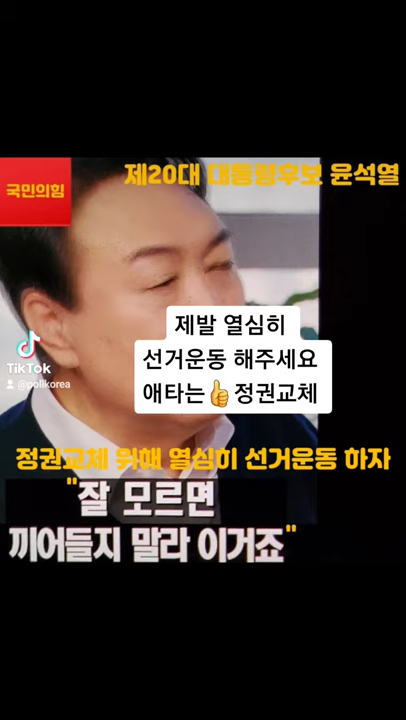 제20대 대통령후보 윤석열
국민의힘
제발 열심히
선거운동 해주세요
애타는👍정권교체
TikTok
@pollkorea
정권교체 위해 열심히 선거운동 하자
"잘 모르면
끼어들지 말라 이거죠"